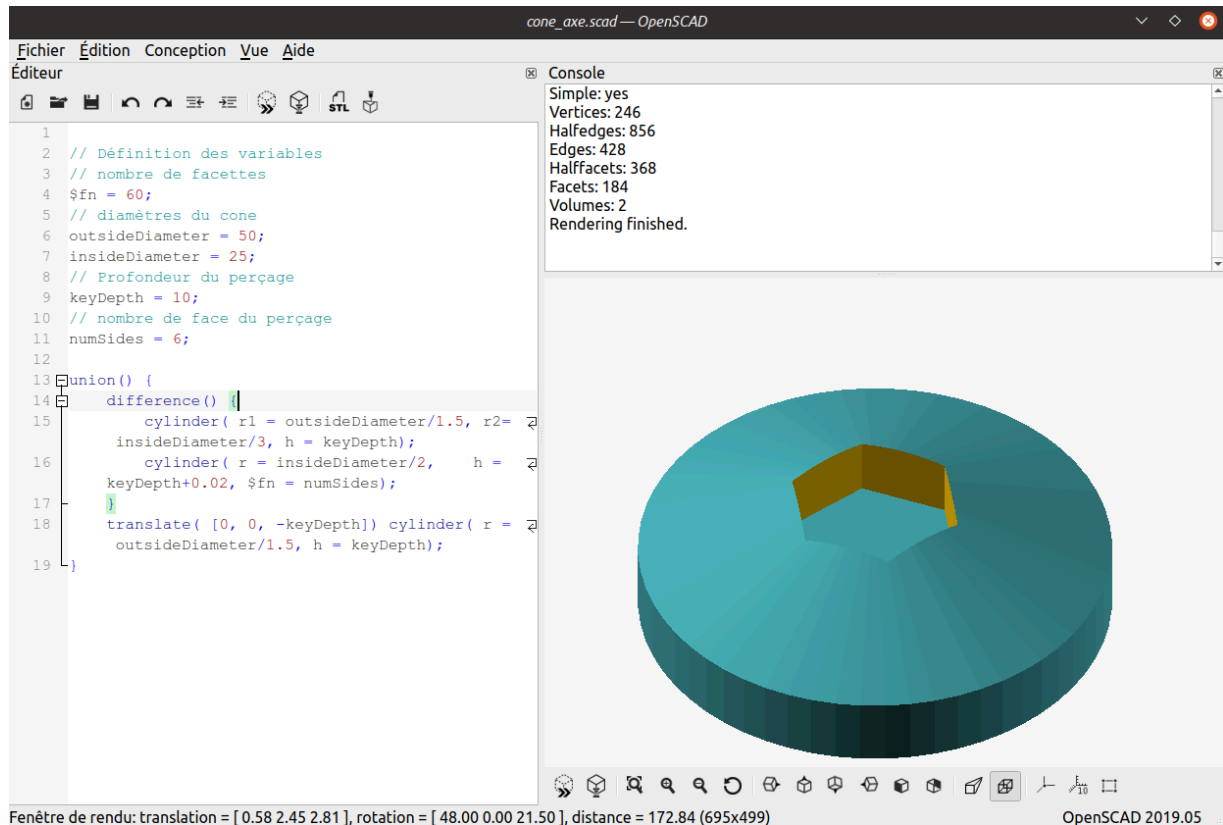 cone_axe.scad — OpenSCAD
Fichier Édition Conception Vue Aide
Éditeur
STL
1
2 // Définition des variables
3 // nombre de facettes
4 $fn = 60;
5 // diamètres du cone
6 outsideDiameter = 50;
7 insideDiameter = 25;
8 // Profondeur du perçage
9 keyDepth = 10;
10 // nombre de face du perçage
11 numSides = 6;
12
13 union() {
14 difference() {
15 cylinder( r1 = outsideDiameter/1.5, r2=
insideDiameter/3, h = keyDepth);
16 cylinder( r = insideDiameter/2, h =
keyDepth+0.02, $fn = numSides);
17 }
18 translate( [0, 0, -keyDepth]) cylinder( r =
outsideDiameter/1.5, h = keyDepth);
19 }
Console
Simple: yes
Vertices: 246
Halfedges: 856
Edges: 428
Halffacets: 368
Facets: 184
Volumes: 2
Rendering finished.
10
Fenêtre de rendu: translation = [ 0.58 2.45 2.81 ], rotation = [ 48.00 0.00 21.50 ], distance = 172.84 (695x499)
OpenSCAD 2019.05